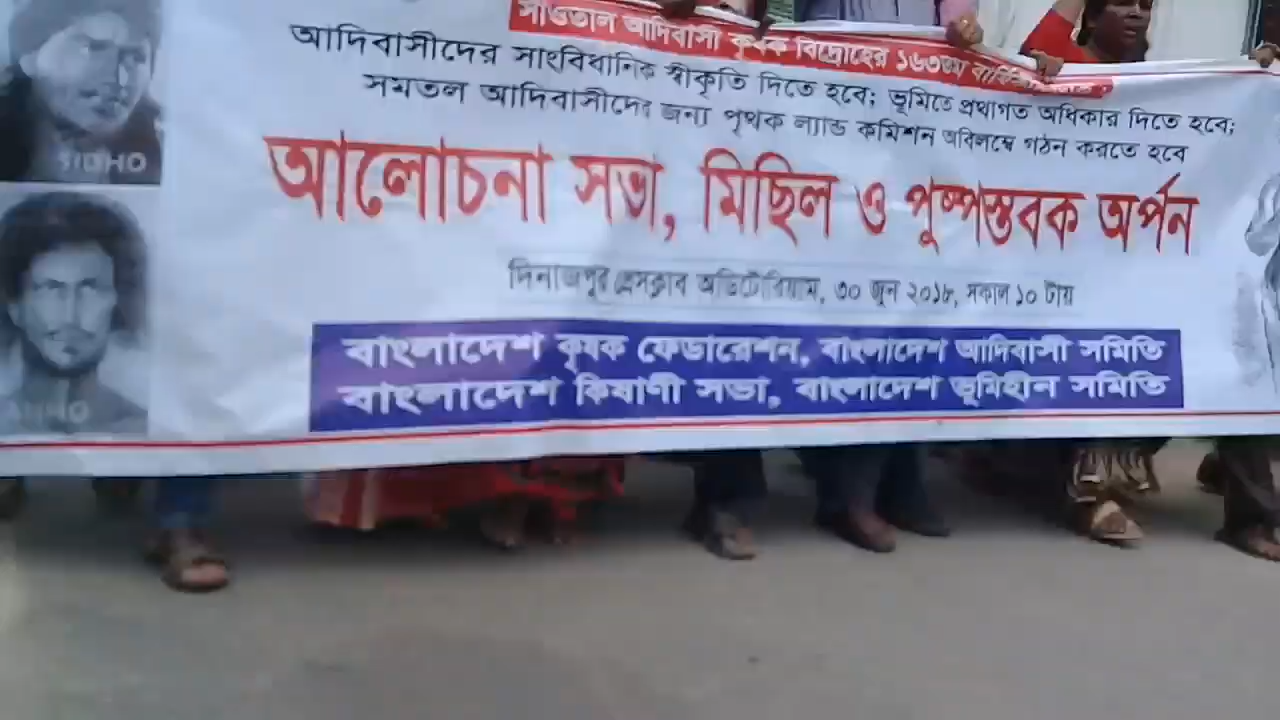 সাঁওতাল আদিবাসী কৃষক বিদ্রোহের ১৬৩তম
আদিবাসীদের সাংবিধানিক স্বীকৃতি দিতে হবে; ভূমিতে প্রথাগত অধিকার দিতে হবে;
সমতল আদিবাসীদের জন্য পৃথক ল্যান্ড কমিশন অবিলম্বে গঠন করতে হবে
SIDHO
আলোচনা সভা, মিছিল ও পুষ্পস্তবক অর্পন
দিনাজপুর প্রেসক্লাব অডিটোরিয়াম, ৩০ জুন ২০১৮, সকাল ১০ টায়
বাংলাদেশ কৃষক ফেডারেশন, বাংলাদেশ আদিবাসী সমিতি
বাংলাদেশ কিষাণী সভা, বাংলাদেশ ভূমিহীন সমিতি